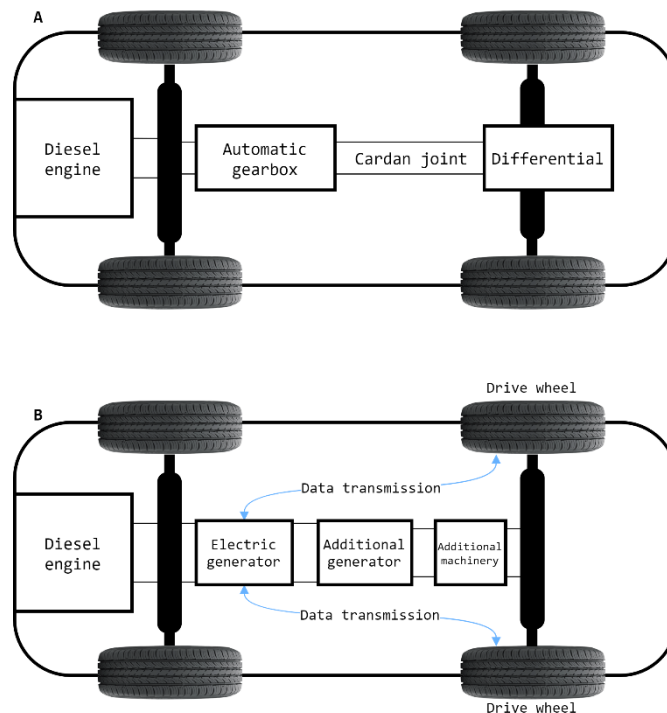 A
Diesel
engine
Automatic
gearbox
Cardan joint
Differential
Drive wheel
B
Data transmission
Diesel
engine
Electric
generator
Additional
generator
Additional
machinery
Data transmission
Drive wheel